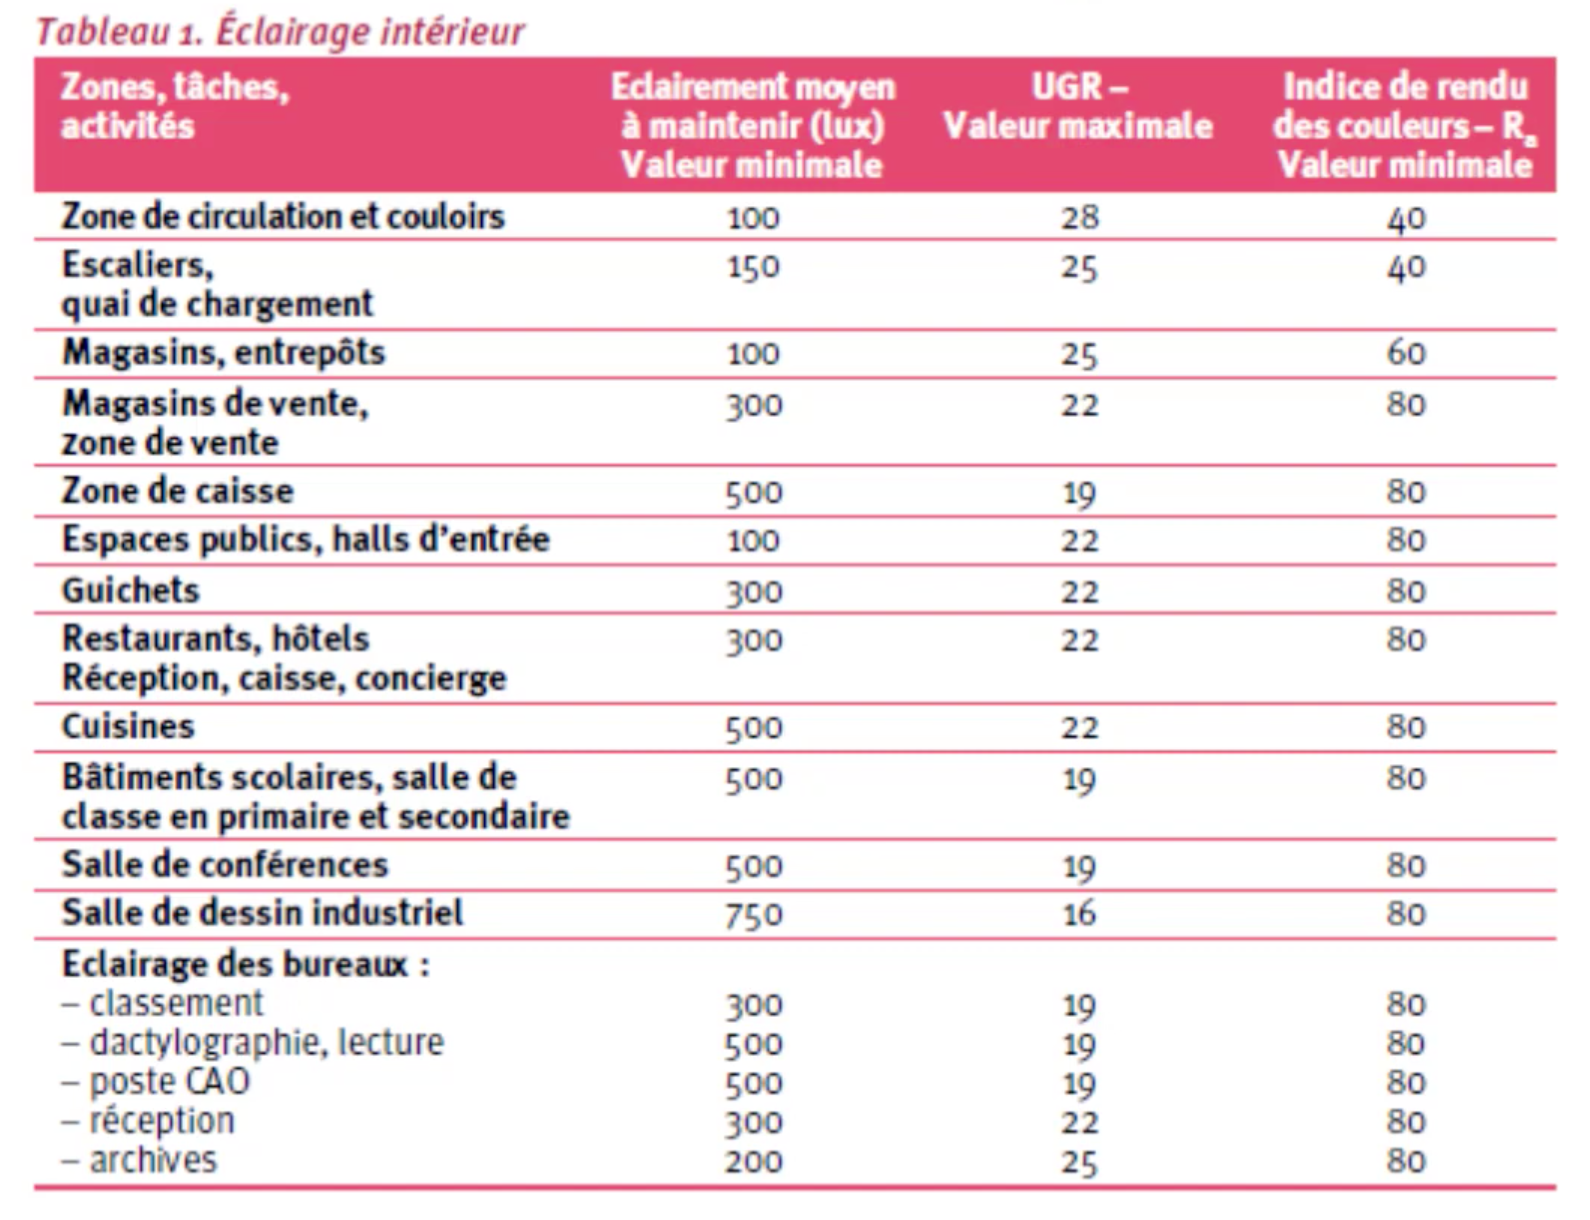 Tableau 1. Éclairage intérieur
Zones, tâches, activités | Eclairement moyen à maintenir (lux) Valeur minimale | UGR – Valeur maximale | Indice de rendu des couleurs – Ra Valeur minimale
Zone de circulation et couloirs 100 28 40
Escaliers, 150 25 40
quai de chargement
Magasins, entrepôts 100 25 60
Magasins de vente, 300 22 80
zone de vente
Zone de caisse 500 19 80
Espaces publics, halls d'entrée 100 22 80
Guichets 300 22 80
Restaurants, hôtels 300 22 80
Réception, caisse, concierge
Cuisines 500 22 80
Bâtiments scolaires, salle de 500 19 80
classe en primaire et secondaire
Salle de conférences 500 19 80
Salle de dessin industriel 750 16 80
Eclairage des bureaux :
– classement 300 19 80
– dactylographie, lecture 500 19 80
– poste CAO 500 19 80
– réception 300 22 80
– archives 200 25 80